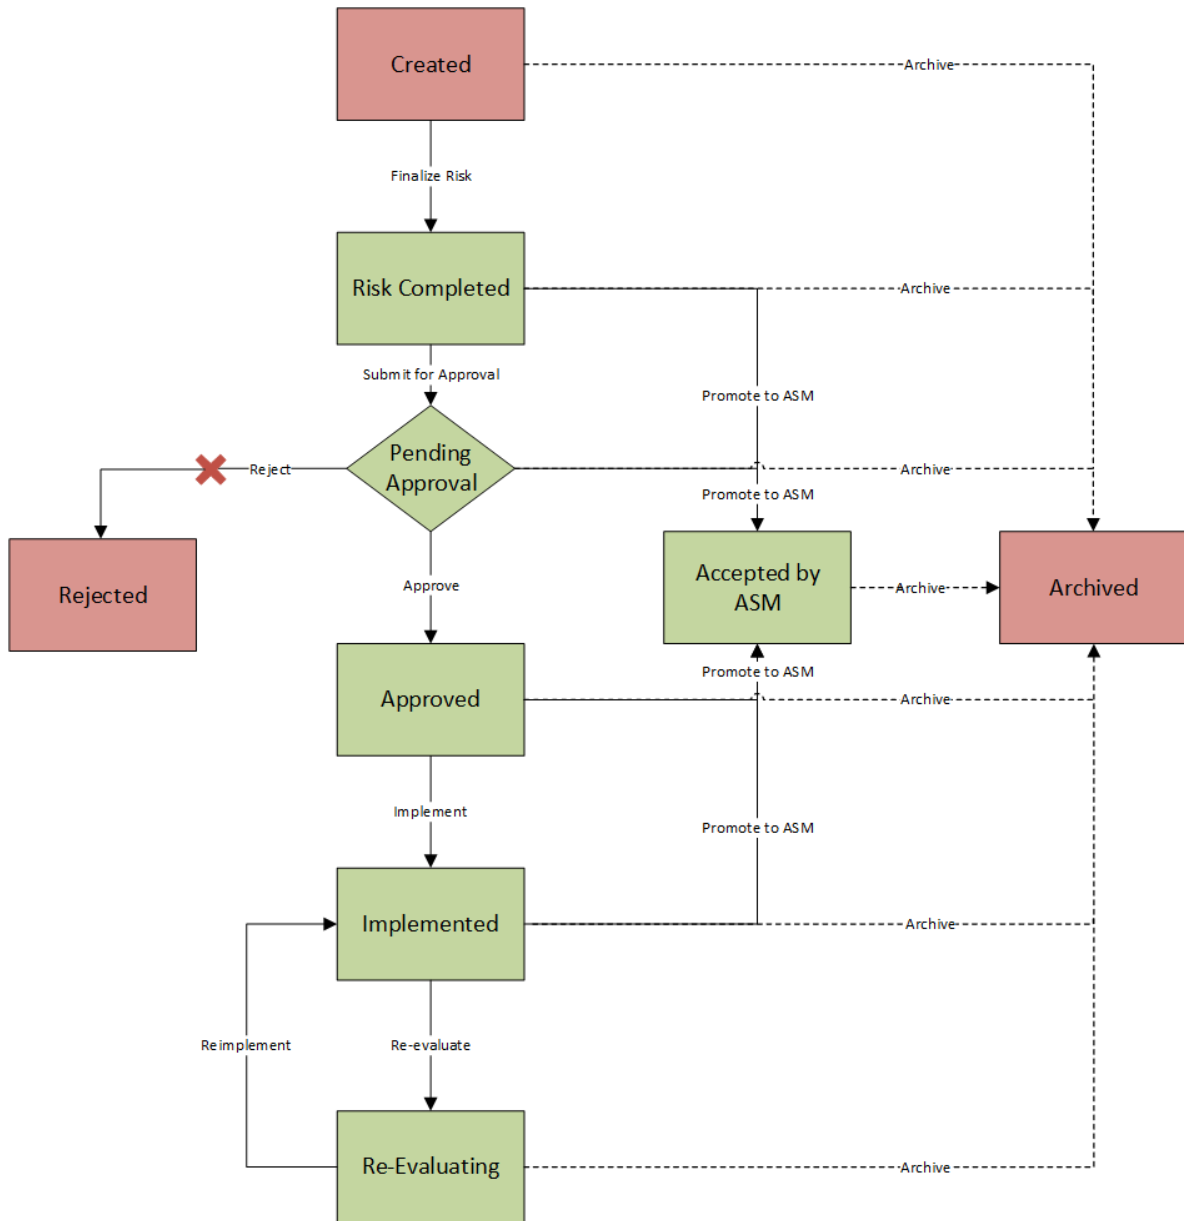 Created
Archive
Finalize Risk
Risk Completed
Archive
Submit for Approval
Promote to ASM
Pending
Approval
Reject
Archive
Promote to ASM
Rejected
Approve
Accepted by
ASM
Archive
Archived
Promote to ASM
Approved
Archive
Implement
Promote to ASM
Implemented
Archive
Reimplement
Re-evaluate
Re-Evaluating
Archive